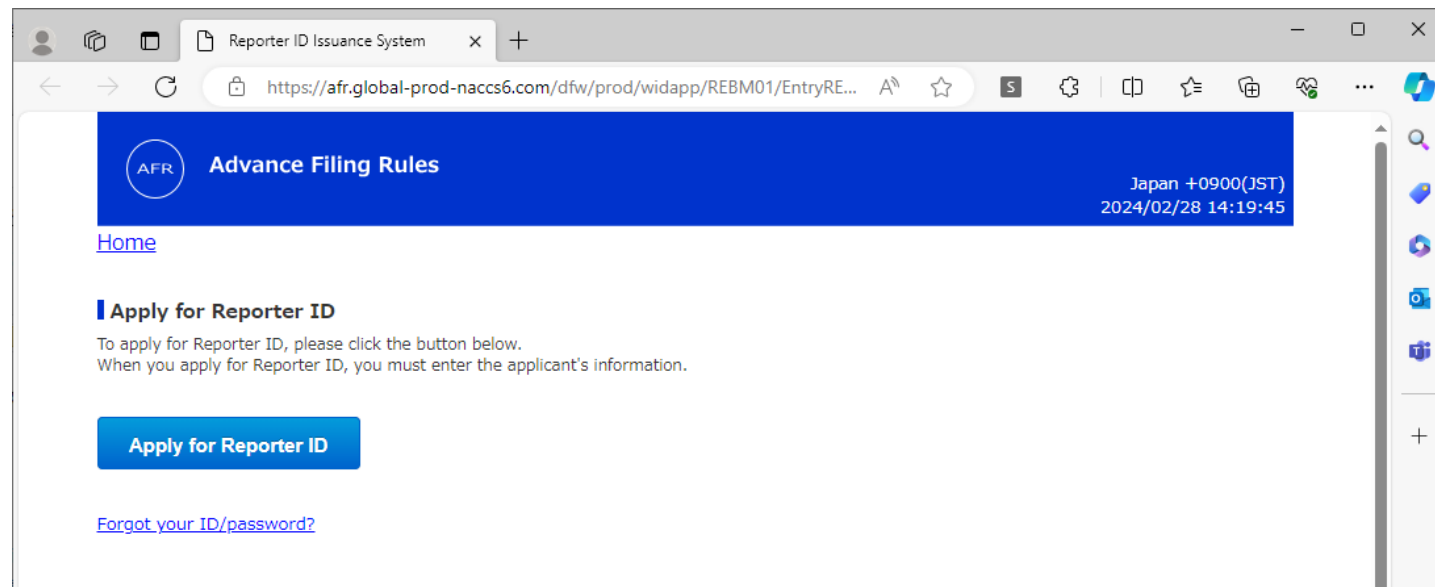 Reporter ID Issuance System
https://afr.global-prod-naccs6.com/dfw/prod/widapp/REBM01/EntryRE...
S
AFR
Advance Filing Rules
Japan +0900(JST)
2024/02/28 14:19:45
Home
Apply for Reporter ID
To apply for Reporter ID, please click the button below.
When you apply for Reporter ID, you must enter the applicant's information.
Apply for Reporter ID
Forgot your ID/password?